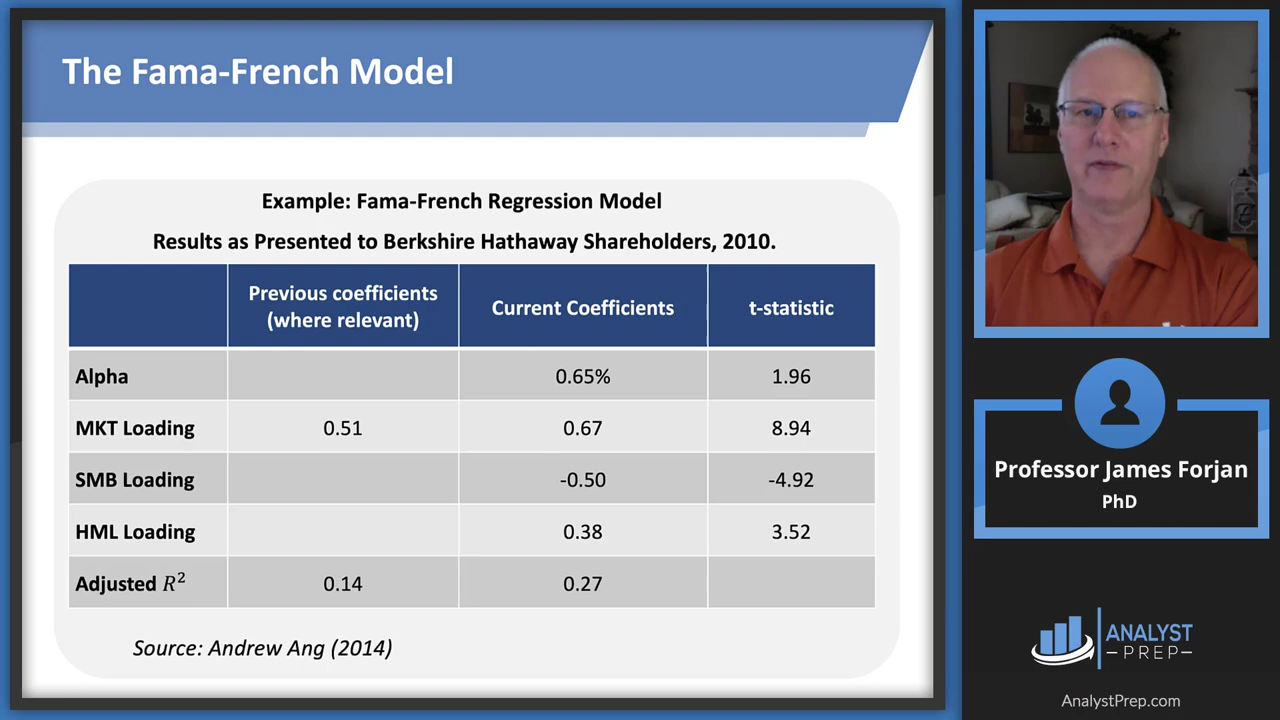 The Fama-French Model
Example: Fama-French Regression Model
Results as Presented to Berkshire Hathaway Shareholders, 2010.
Previous coefficients
(where relevant)
Current Coefficients
t-statistic
Alpha
0.65%
1.96
MKT Loading
0.51
0.67
8.94
SMB Loading
-0.50
-4.92
HML Loading
0.38
3.52
Adjusted R²
0.14
0.27
Source: Andrew Ang (2014)
Professor James Forjan
PhD
ANALYST
PREP
AnalystPrep.com